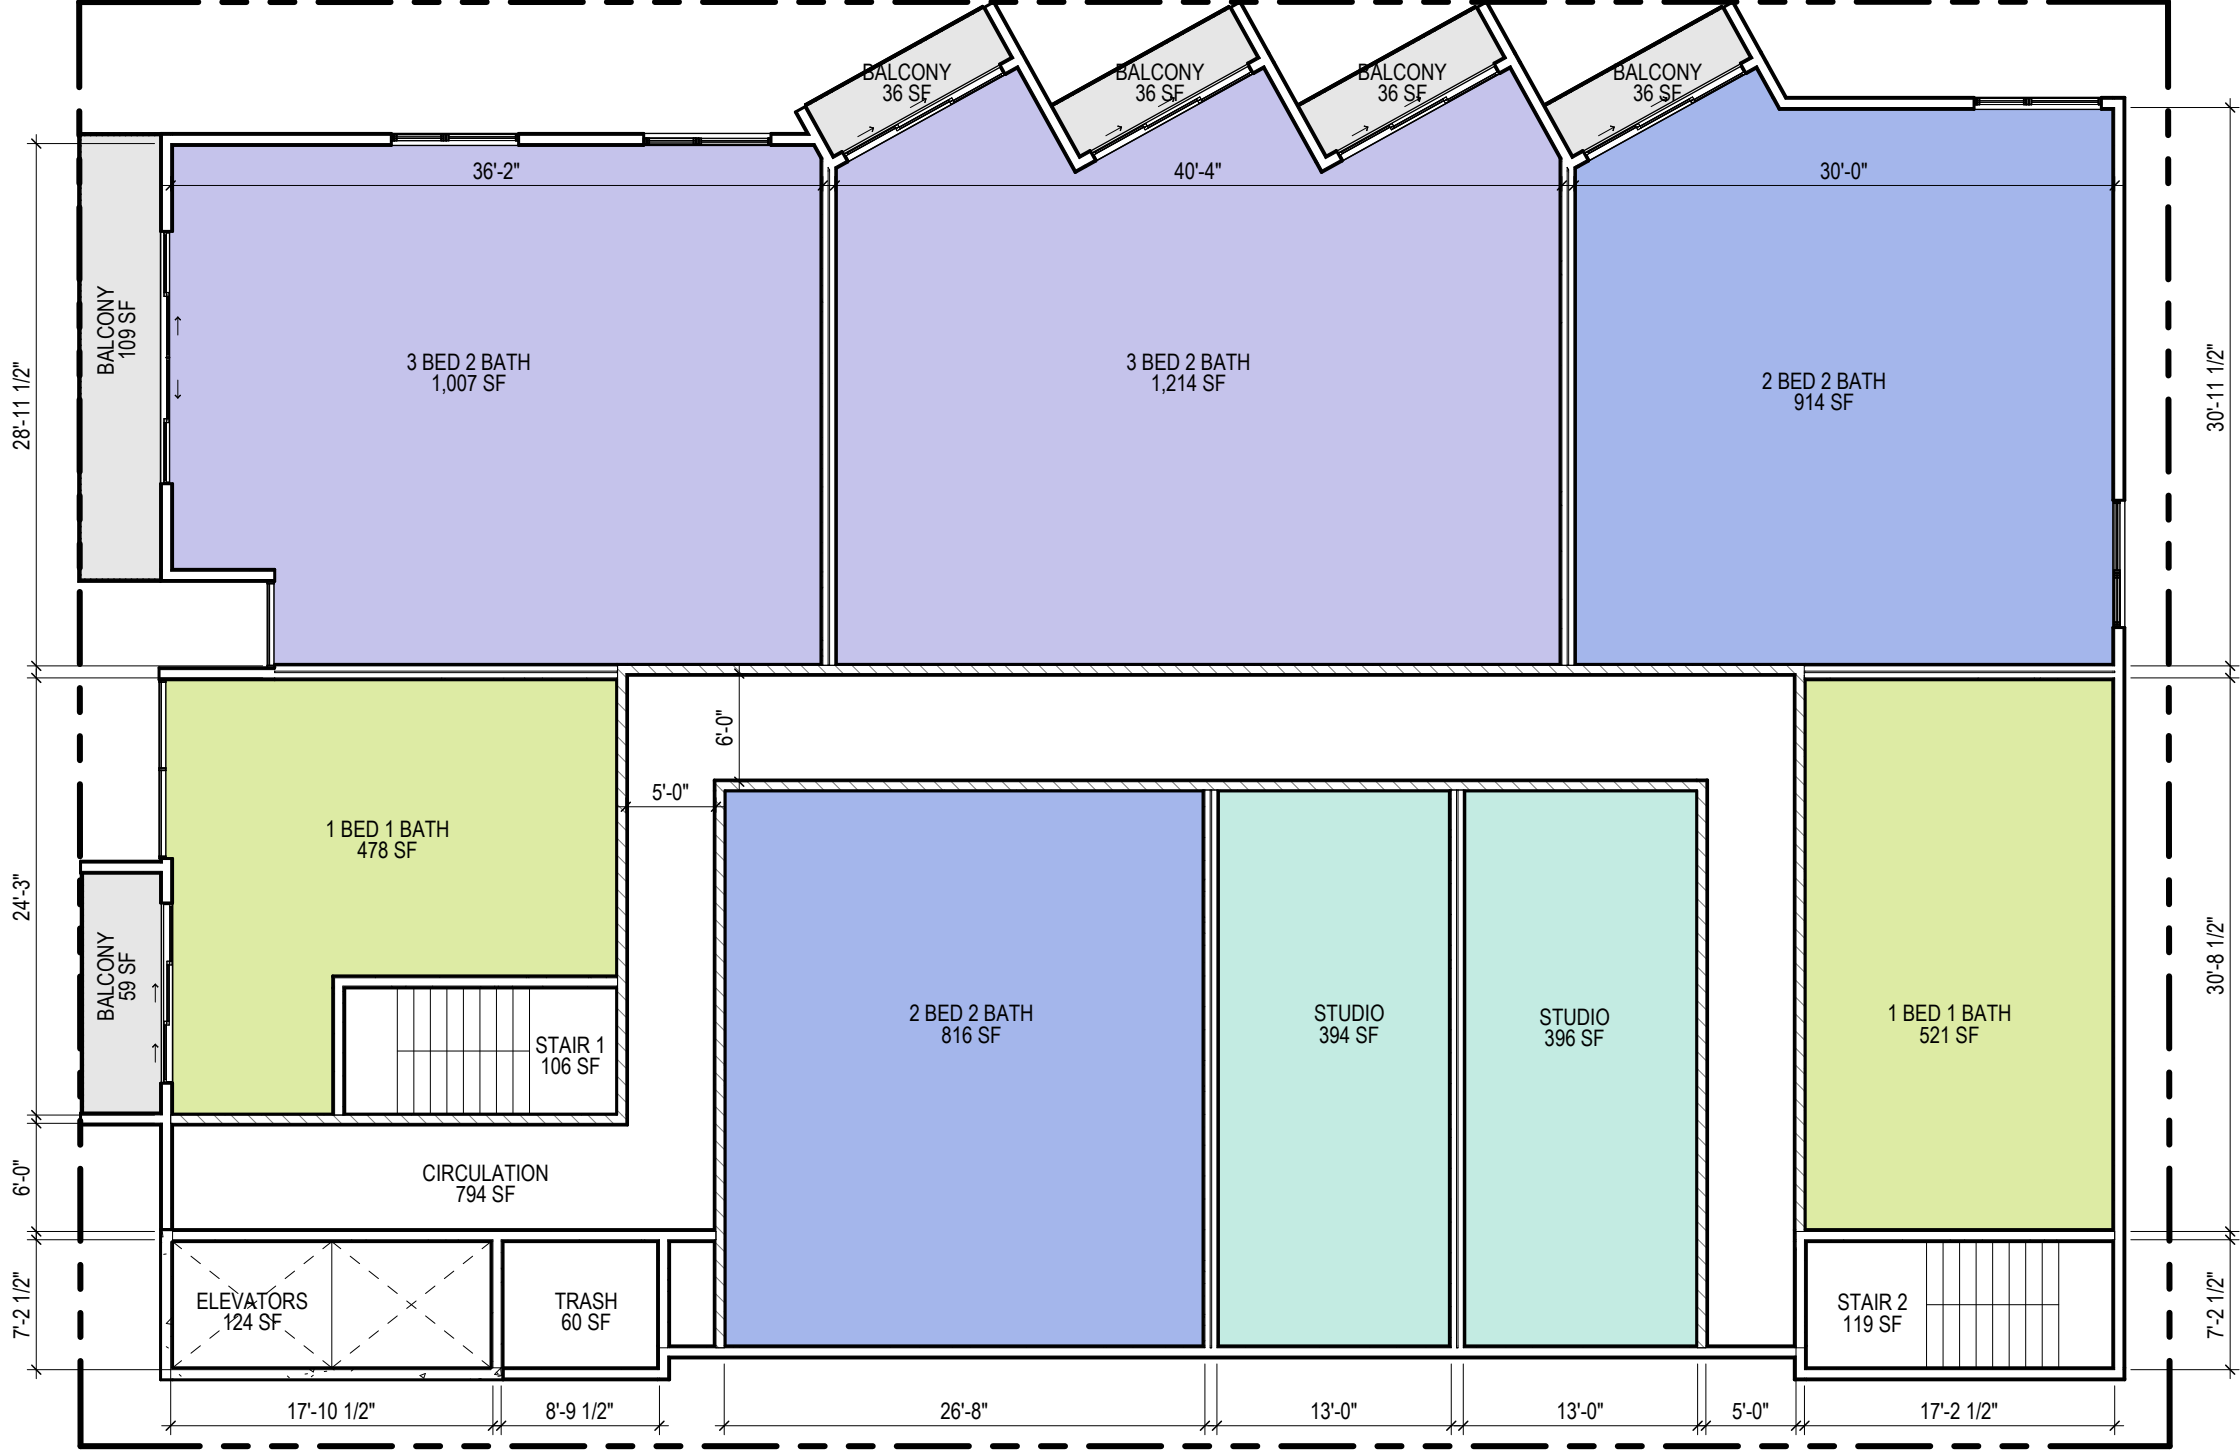 BALCONY
36 SF
BALCONY
36 SF
BALCONY
36 SF
BALCONY
36 SF
36'-2"
40'-4"
30'-0"
BALCONY
109 SF
28'-11 1/2"
3 BED 2 BATH
1,007 SF
3 BED 2 BATH
1,214 SF
2 BED 2 BATH
914 SF
30'-11 1/2"
6'-0"
5'-0"
1 BED 1 BATH
478 SF
24'-3"
BALCONY
59 SF
STAIR 1
106 SF
2 BED 2 BATH
816 SF
STUDIO
394 SF
STUDIO
396 SF
1 BED 1 BATH
521 SF
30'-8 1/2"
6'-0"
CIRCULATION
794 SF
7'-2 1/2"
ELEVATORS
124 SF
TRASH
60 SF
STAIR 2
119 SF
7'-2 1/2"
17'-10 1/2"
8'-9 1/2"
26'-8"
13'-0"
13'-0"
5'-0"
17'-2 1/2"